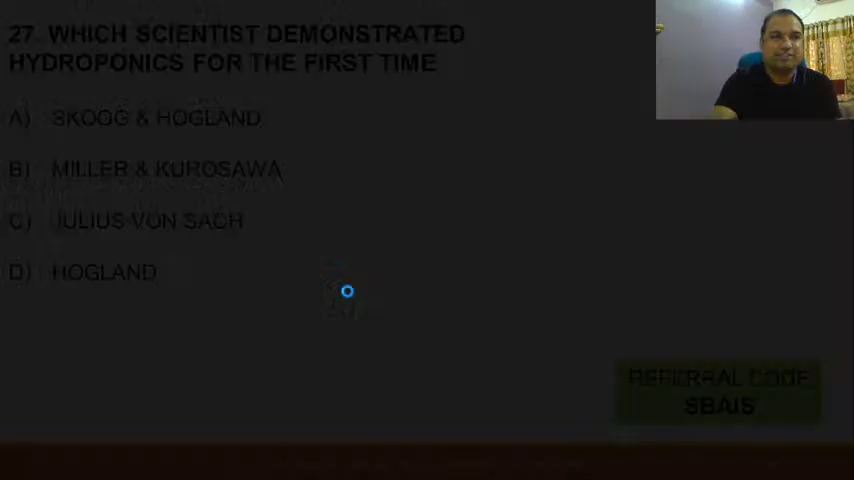 27. WHICH SCIENTIST DEMONSTRATED
HYDROPONICS FOR THE FIRST TIME
A) SKOOG & HOGLAND
B) MILLER & KUROSAWA
C) JULIUS VON SACH
D) HOGLAND
REFERRAL CODE
SBAIS